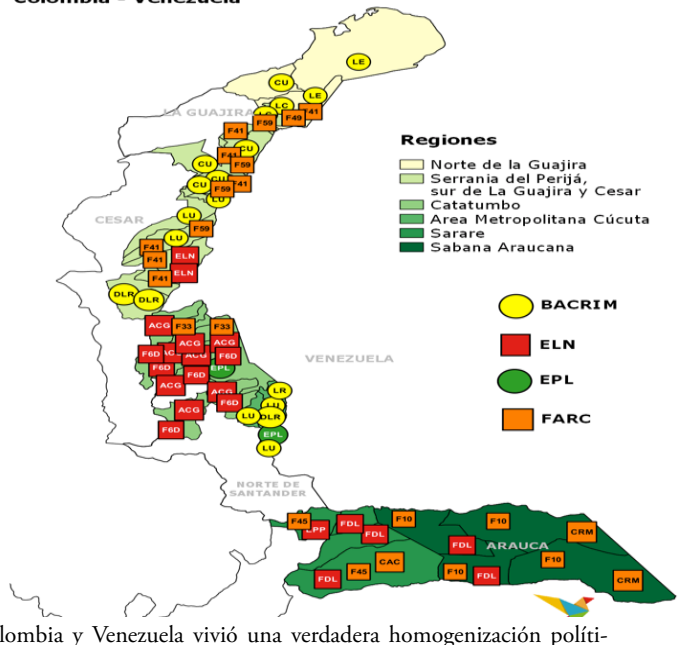 Colombia - Venezuela
LE
CU
LE
LC
LC
F41
LA GUAJIRA
F49
F59
F41
CU
F41
F59
CU
CU
CU
F41
F59
LU
CESAR
LU
F59
LU
F41
ELN
F41
ELN
F41
DLR
DLR
Regiones
Norte de la Guajira
Serrania del Perijá,
sur de La Guajira y Cesar
Catatumbo
Area Metropolitana Cúcuta
Sarare
Sabana Araucana
BACRIM
ELN
EPL
FARC
ACG
F33
F33
ACG
ACG
F6D
ACG
F6D
VENEZUELA
F6D
EPL
F6D
ACG
ACG
LR
F6D
LU
ACG
LU
DLR
F6D
EPL
LU
NORTE DE
SANTANDER
F45
EPP
FDL
FDL
F10
F10
CRM
FDL
ARAUCA
F10
CAC
F45
FDL
F10
FDL
CRM
olombia y Venezuela vivió una verdadera homogenización políti-